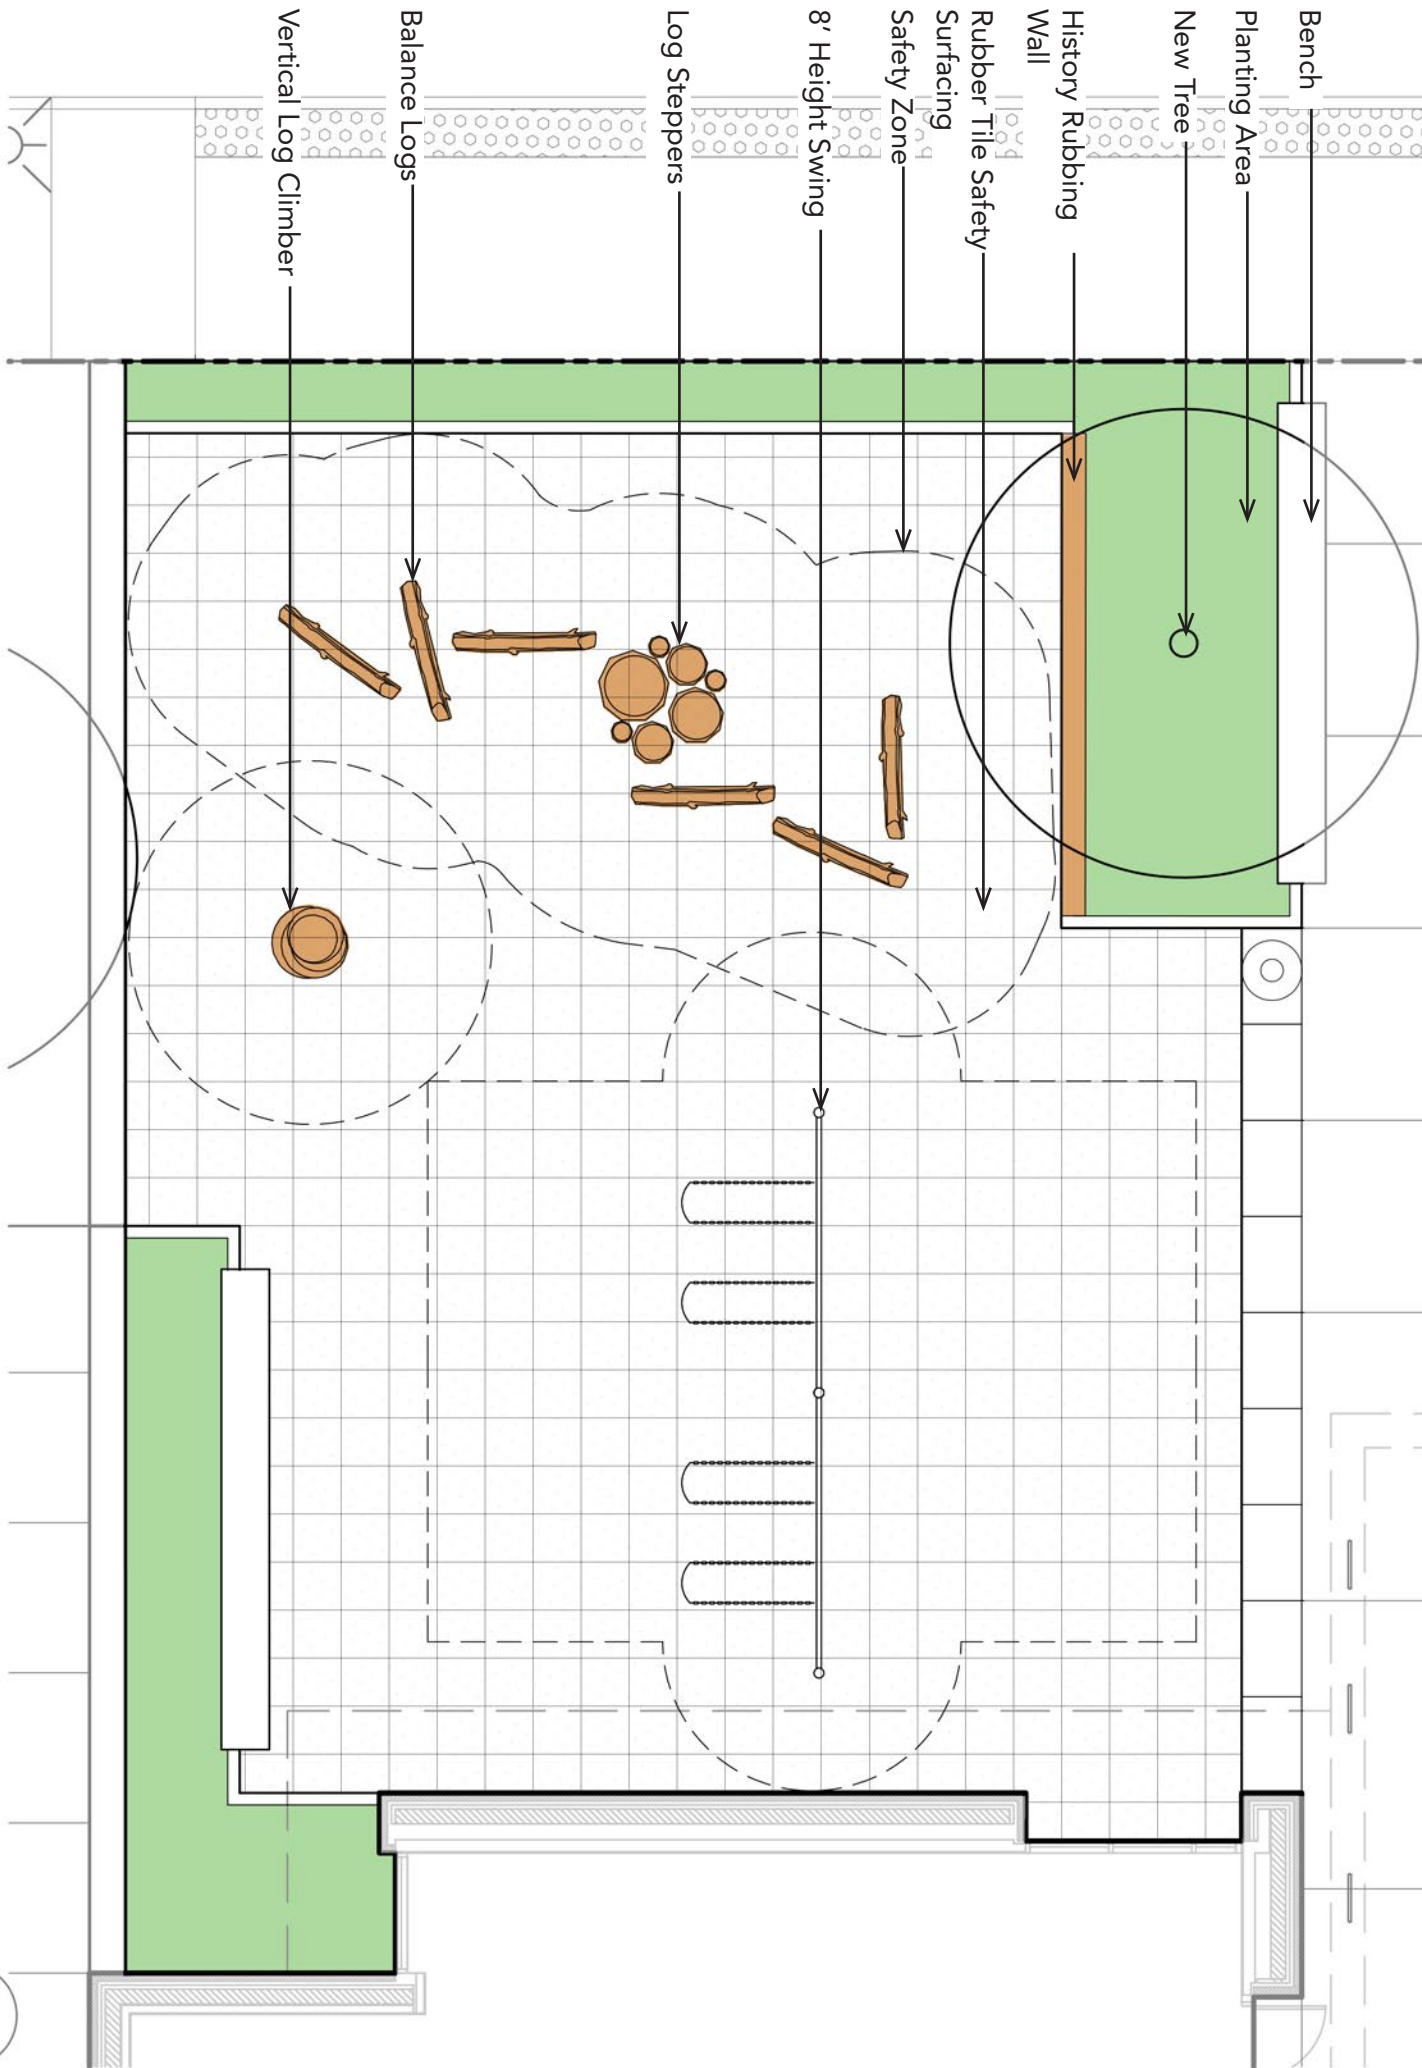 Bench
Planting Area
New Tree
History Rubbing
Wall
Rubber Tile Safety
Surfacing
Safety Zone
8' Height Swing
Log Steppers
Balance Logs
Vertical Log Climber